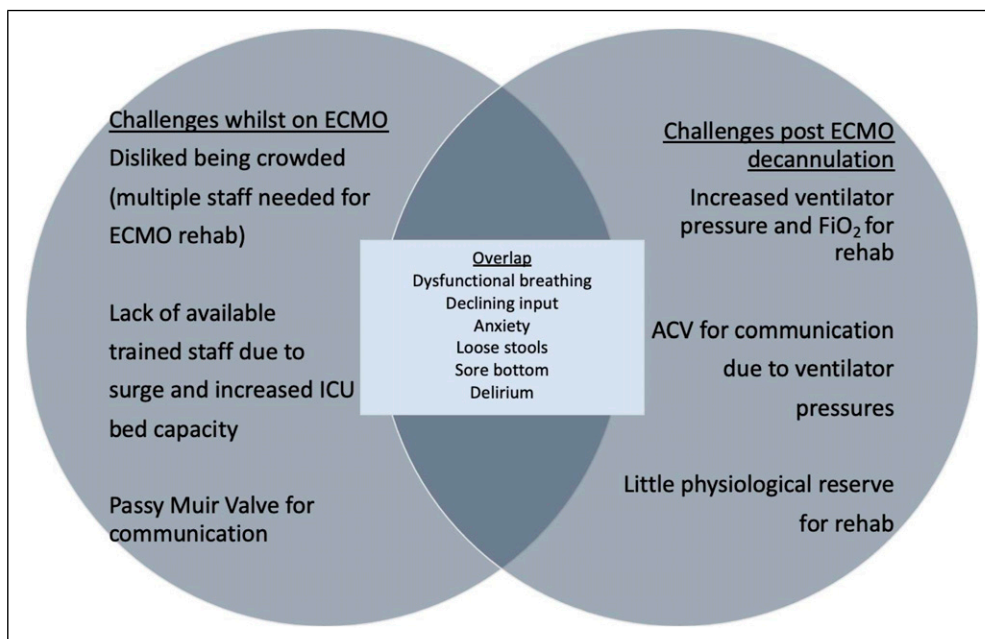 Challenges whilst on ECMO
Disliked being crowded
(multiple staff needed for
ECMO rehab)
Lack of available
trained staff due to
surge and increased ICU
bed capacity
Passy Muir Valve for
communication
Overlap
Dysfunctional breathing
Declining input
Anxiety
Loose stools
Sore bottom
Delirium
Challenges post ECMO
decannulation
Increased ventilator
pressure and FiO₂ for
rehab
ACV for communication
due to ventilator
pressures
Little physiological reserve
for rehab